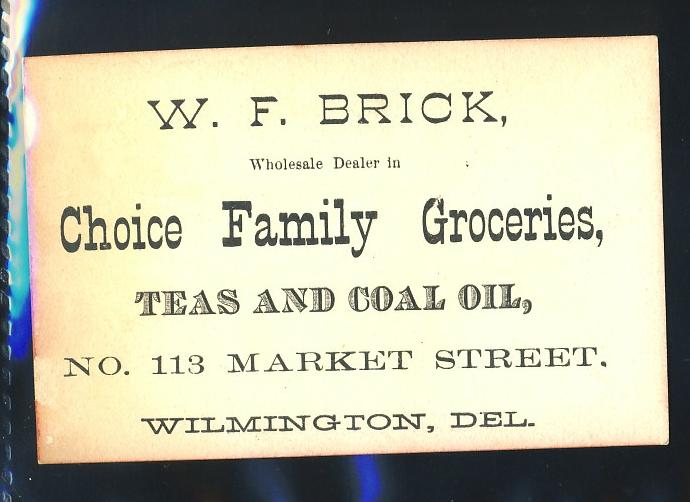 W. F. BRICK,
Wholesale Dealer in
Choice Family Groceries,
TEAS AND COAL OIL,
NO. 113 MARKET STREET.
WILMINGTON, DEL.